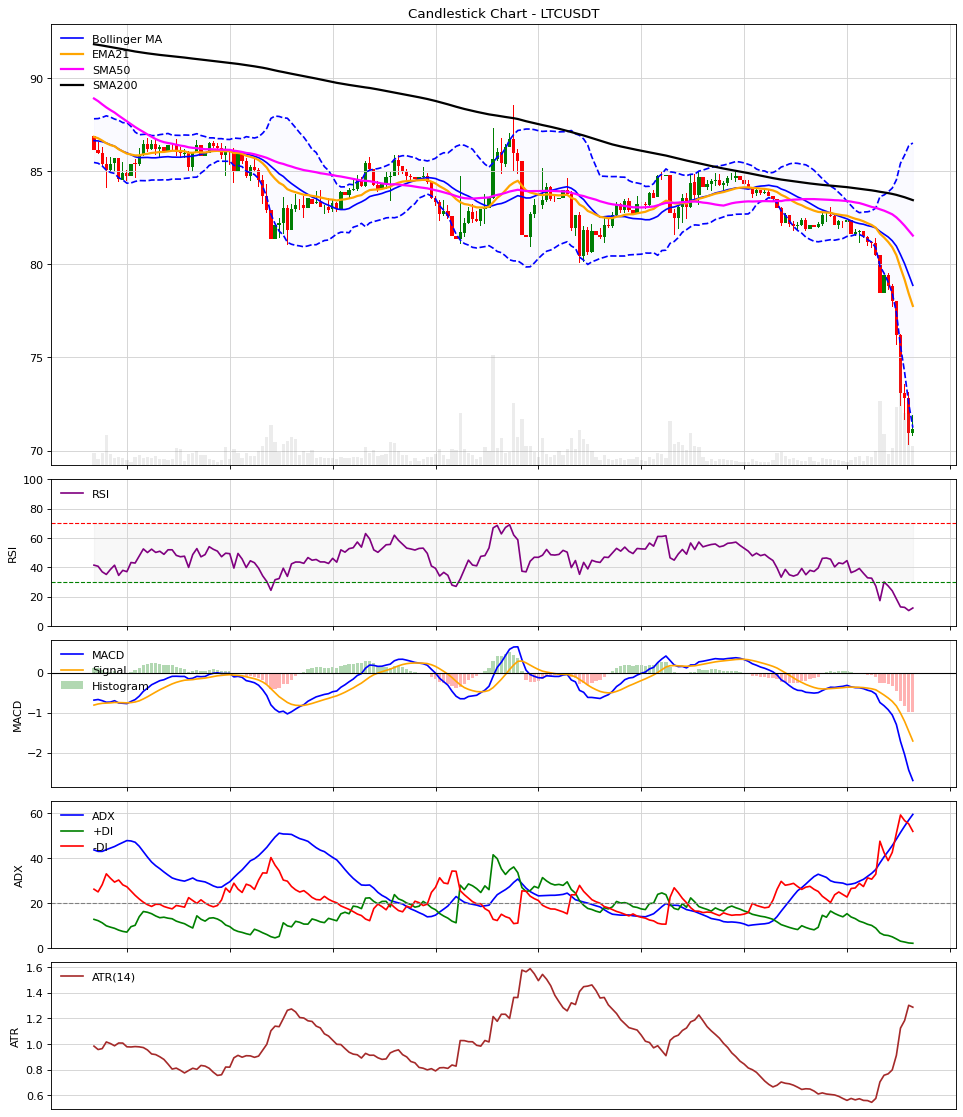 Candlestick Chart - LTCUSDT
Bollinger MA
EMA21
SMA50
SMA200
90
85
80
75
70
RSI
100
80
60
40
20
0
RSI
MACD
Signal
Histogram
0
−1
−2
MACD
ADX
+DI
-DI
60
40
20
0
ADX
ATR(14)
1.6
1.4
1.2
1.0
0.8
0.6
ATR